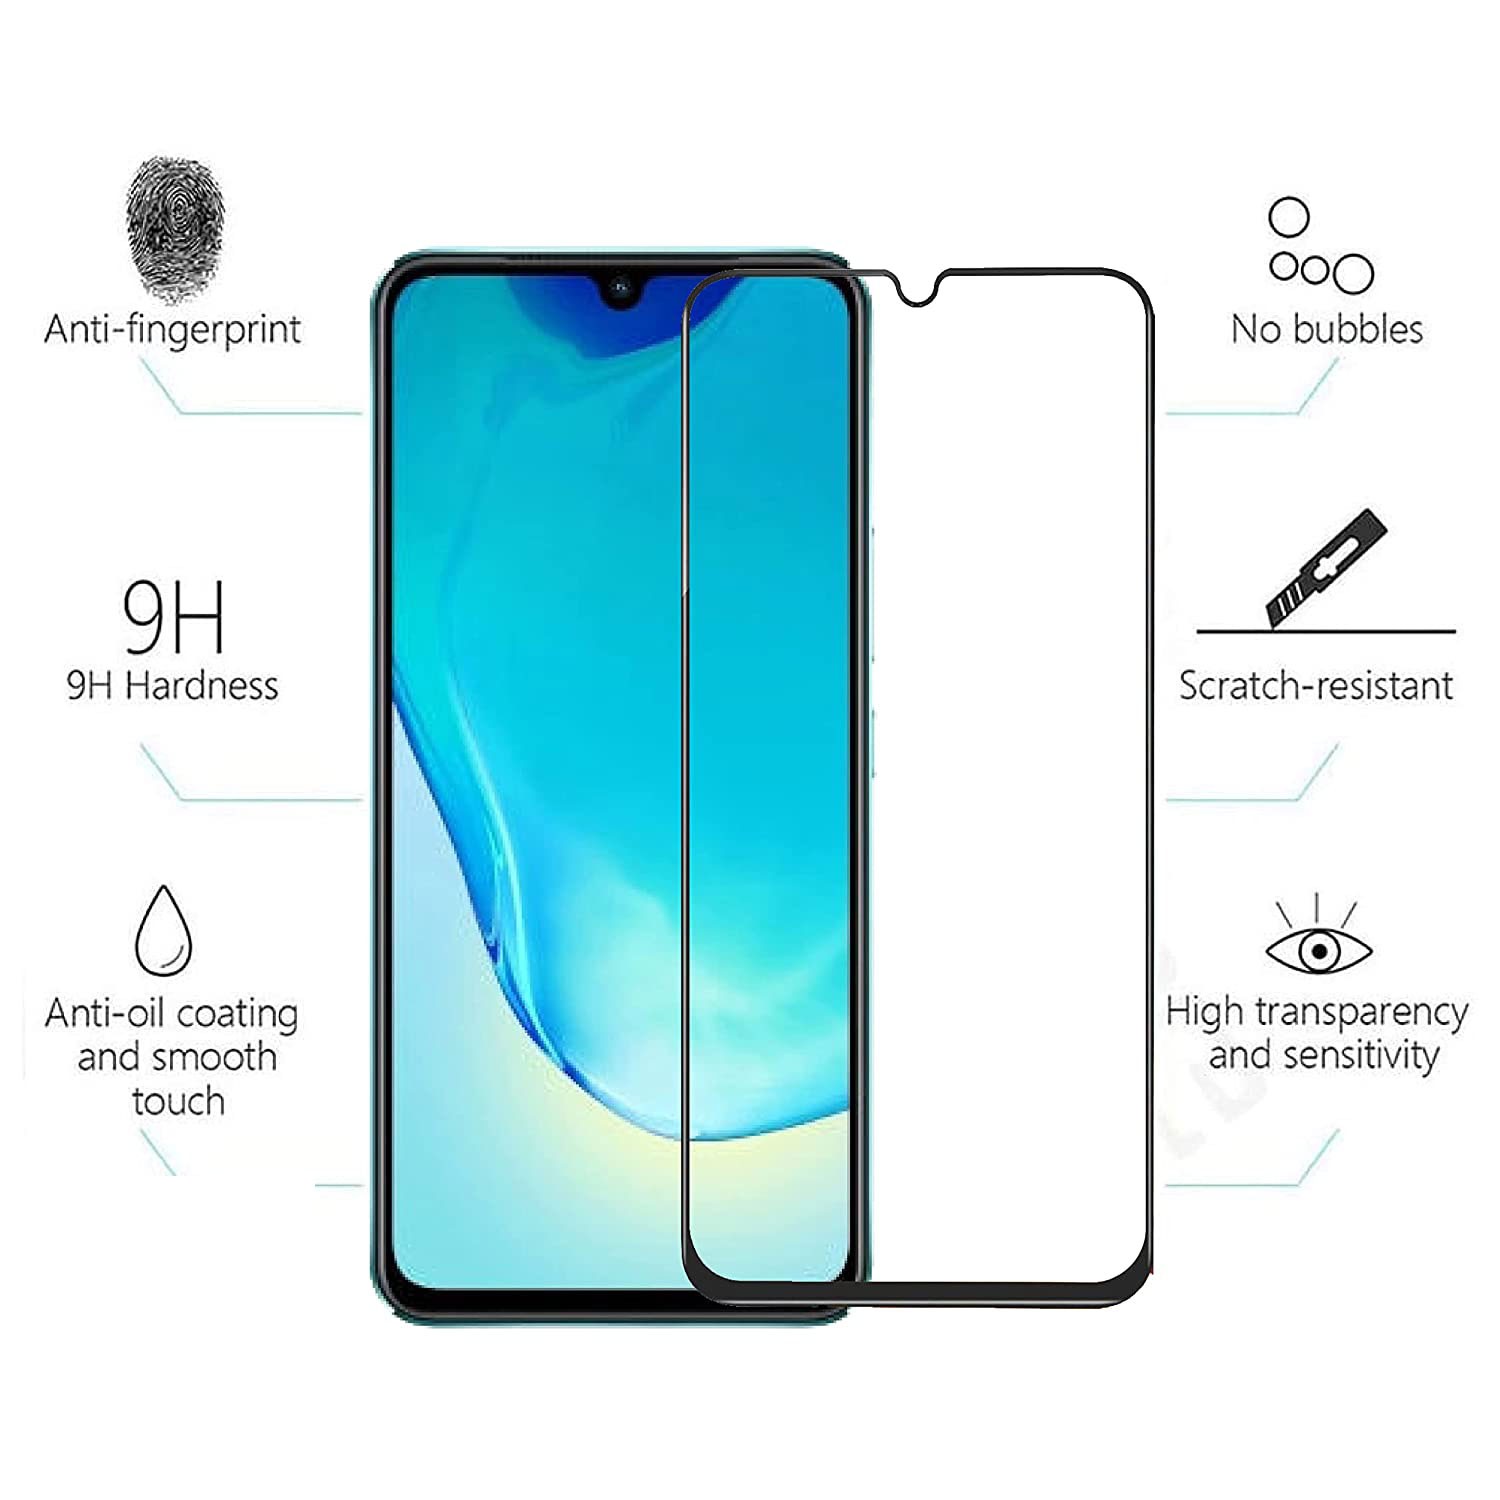 Anti-fingerprint
No bubbles
9H
9H Hardness
Scratch-resistant
Anti-oil coating
and smooth
touch
High transparency
and sensitivity